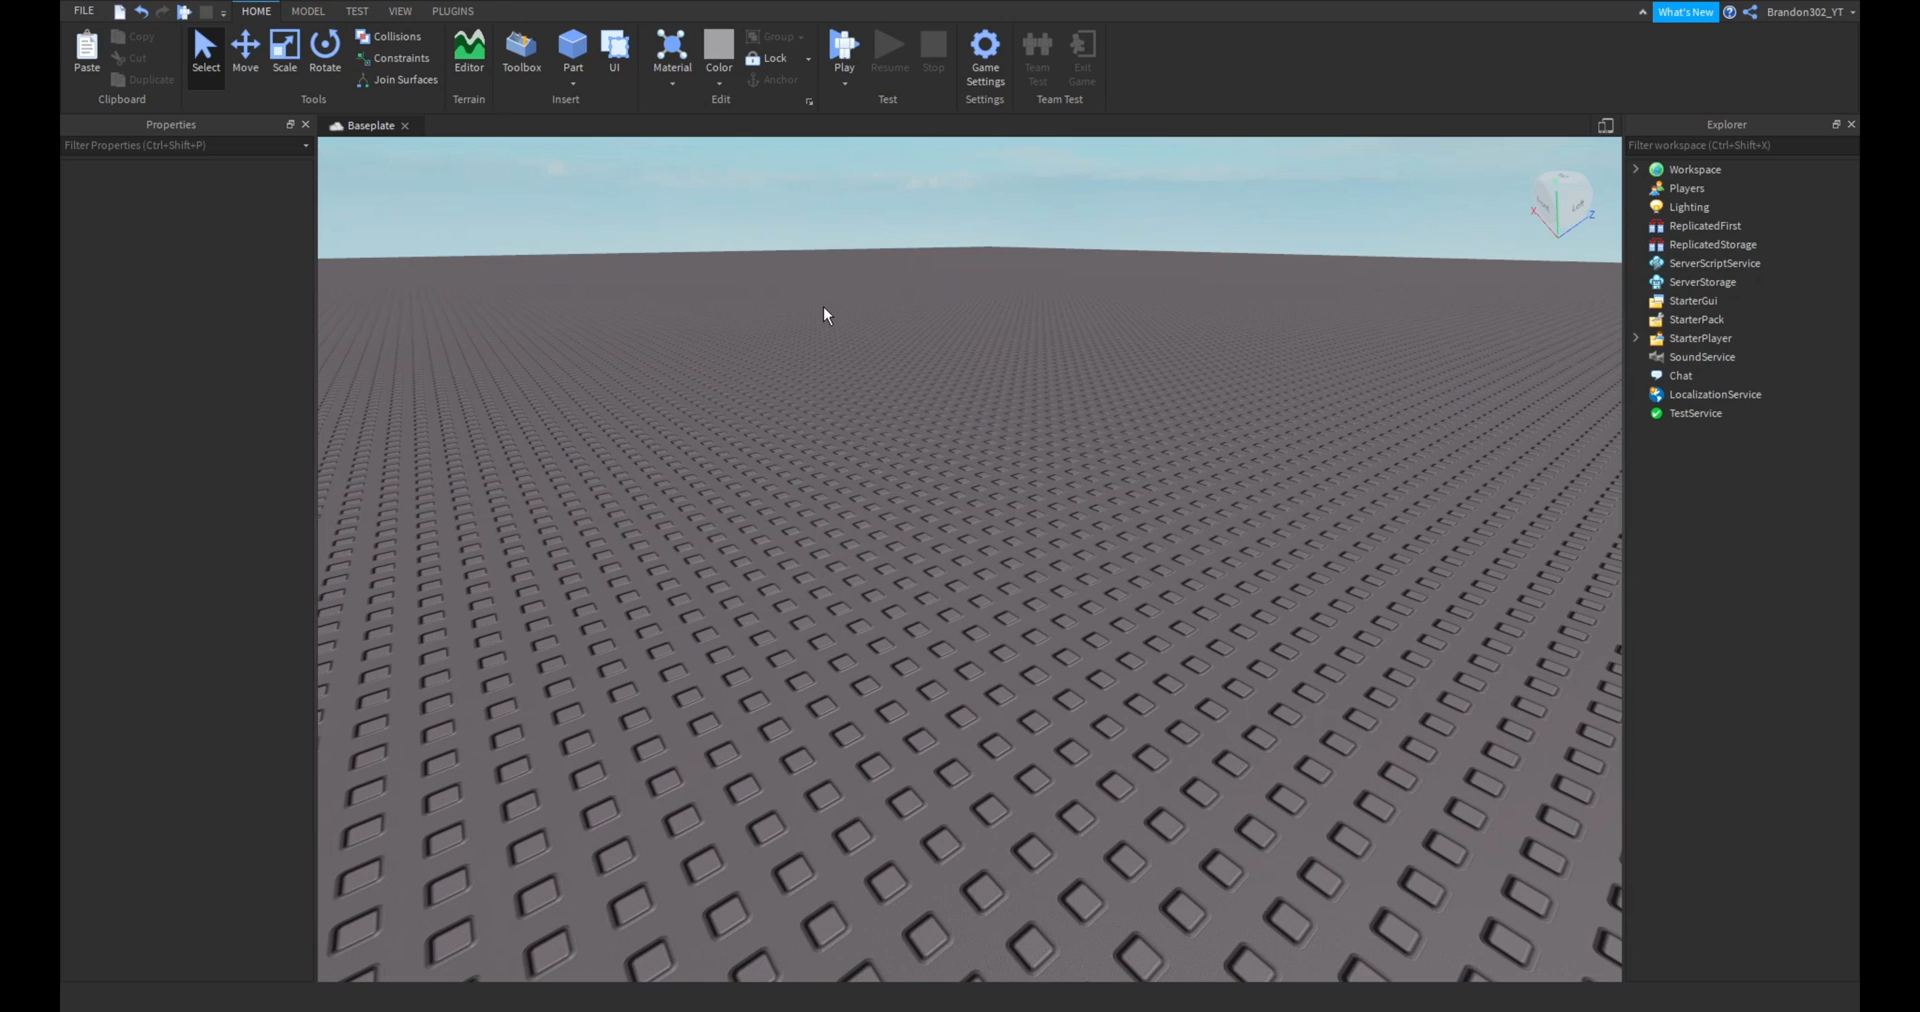 FILE HOME MODEL TEST VIEW PLUGINS What's New Brandon302_YT
Paste Copy Cut Duplicate
Clipboard
Select Move Scale Rotate Collisions Constraints Join Surfaces
Tools
Editor
Terrain
Toolbox Part UI
Insert
Material Color Group Lock Anchor
Edit
Play Resume Stop
Test
Game Settings
Settings
Team Test Exit Game
Team Test
Properties
Filter Properties (Ctrl+Shift+P)
Baseplate
Left
X
Z
Explorer
Filter workspace (Ctrl+Shift+X)
Workspace
Players
Lighting
ReplicatedFirst
ReplicatedStorage
ServerScriptService
ServerStorage
StarterGui
StarterPack
StarterPlayer
SoundService
Chat
LocalizationService
TestService